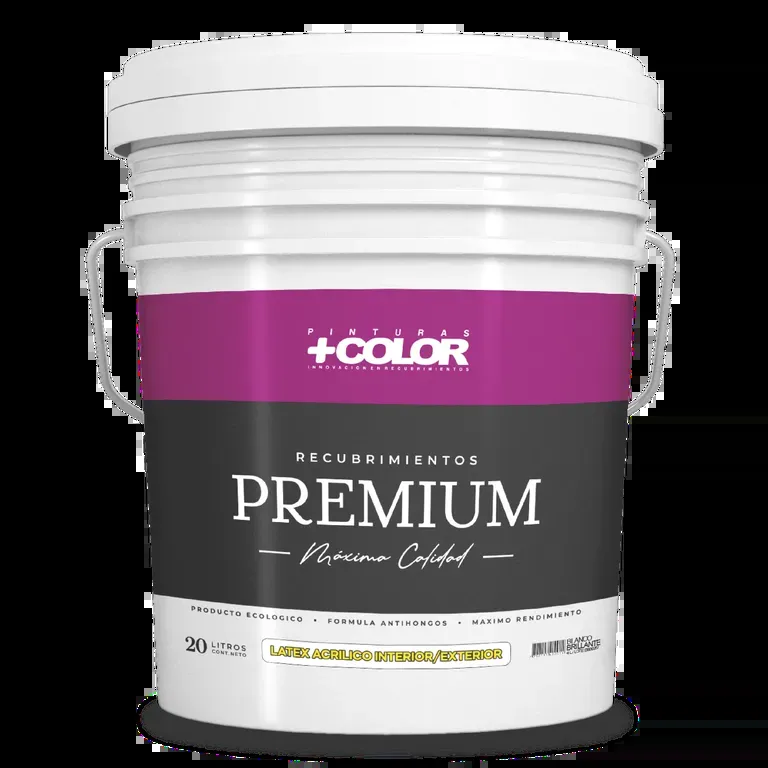 PINTURAS
+COLOR
INNOVACION EN RECUBRIMIENTOS
RECUBRIMIENTOS
PREMIUM
Máxima Calidad
PRODUCTO ECOLOGICO • FORMULA ANTIHONGOS • MAXIMO RENDIMIENTO
20 LITROS
CONT. NETO
LATEX ACRILICO INTERIOR/EXTERIOR
BLANCO
BRILLANTE